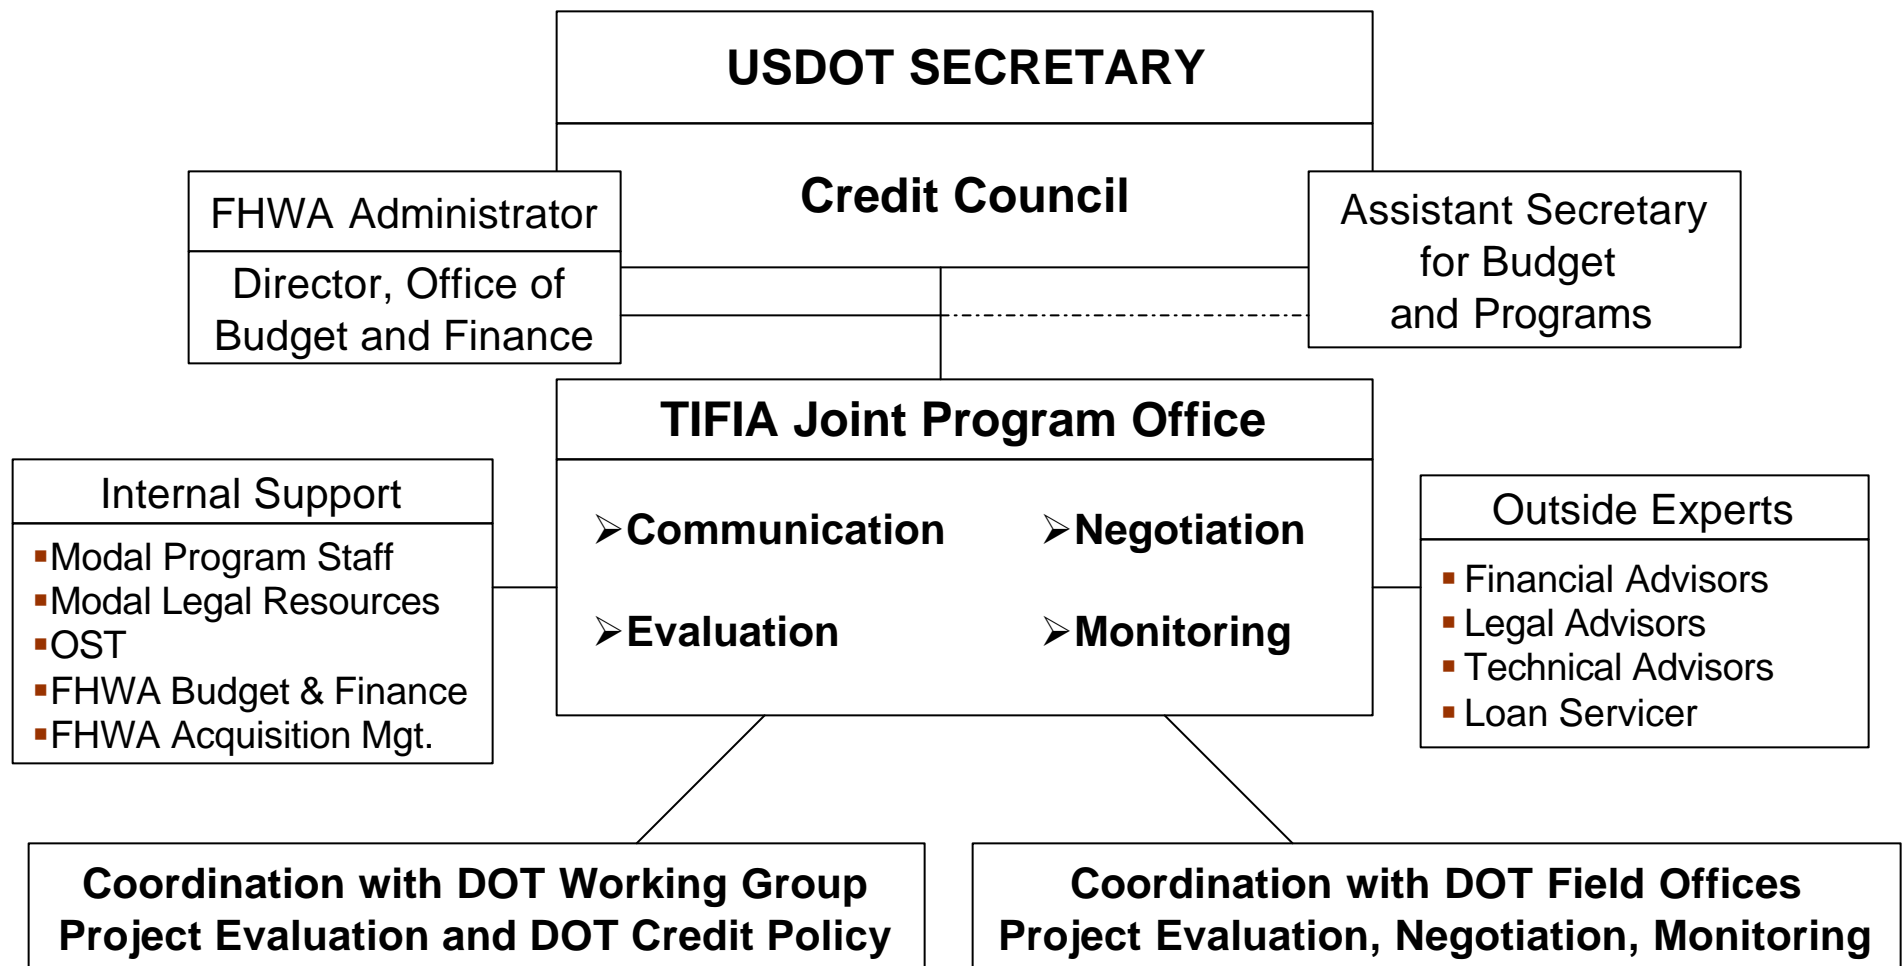 USDOT SECRETARY
Credit Council
FHWA Administrator
Director, Office of
Budget and Finance
Assistant Secretary
for Budget
and Programs
TIFIA Joint Program Office
➢Communication
➢Negotiation
➢Evaluation
➢Monitoring
Internal Support
▪Modal Program Staff
▪Modal Legal Resources
▪OST
▪FHWA Budget & Finance
▪FHWA Acquisition Mgt.
Outside Experts
▪ Financial Advisors
▪ Legal Advisors
▪ Technical Advisors
▪ Loan Servicer
Coordination with DOT Working Group
Project Evaluation and DOT Credit Policy
Coordination with DOT Field Offices
Project Evaluation, Negotiation, Monitoring